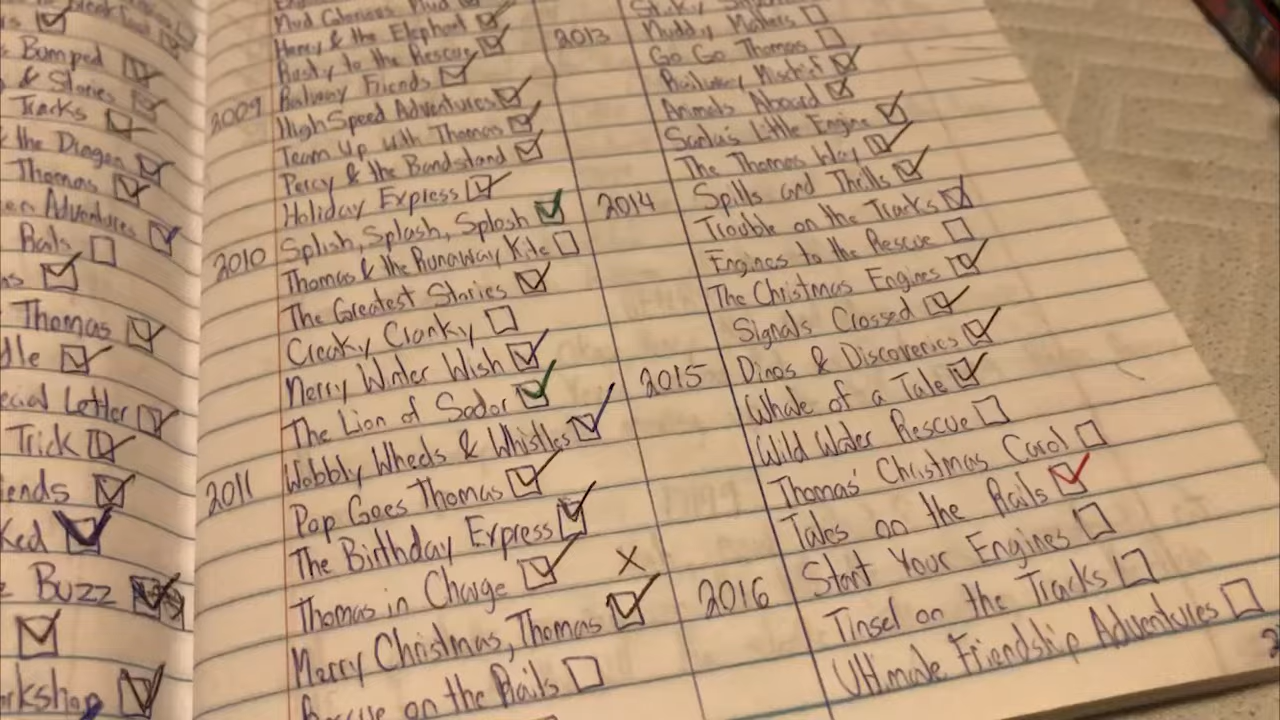 Bumped
& Stories
Tracks
the Diesel
Thomas
Adventures
Rails
Thomas
Letter
Trick
Buzz
Mud Glorious Mud
Henry & the Elephant
Rusty to the Rescue
Railway Friends
2009 High Speed Adventures
Team Up with Thomas
Percy & the Bandstand
Holiday Express
2010 Splish, Splash, Splosh
Thomas & the Runaway Kite
The Greatest Stories
Creaky Cranky
Merry Winter Wish
The Lion of Sodor
2011 Wobbly Wheels & Whistles
Pop Goes Thomas
The Birthday Express
Thomas in Charge
Merry Christmas, Thomas X
on the Rails
2013 Muddy Matters
Go Go Thomas
Railway Mischief
Animals Aboard
Santa's Little Engine
The Thomas Way
2014 Spills and Thrills
Trouble on the Tracks
Engines to the Rescue
The Christmas Engines
Signals Crossed
2015 Dinos & Discoveries
Whale of a Tale
Wild Water Rescue
Thomas' Christmas Carol
Tales on the Rails
2016 Start Your Engines
Tinsel on the Tracks
Ultimate Friendship Adventures